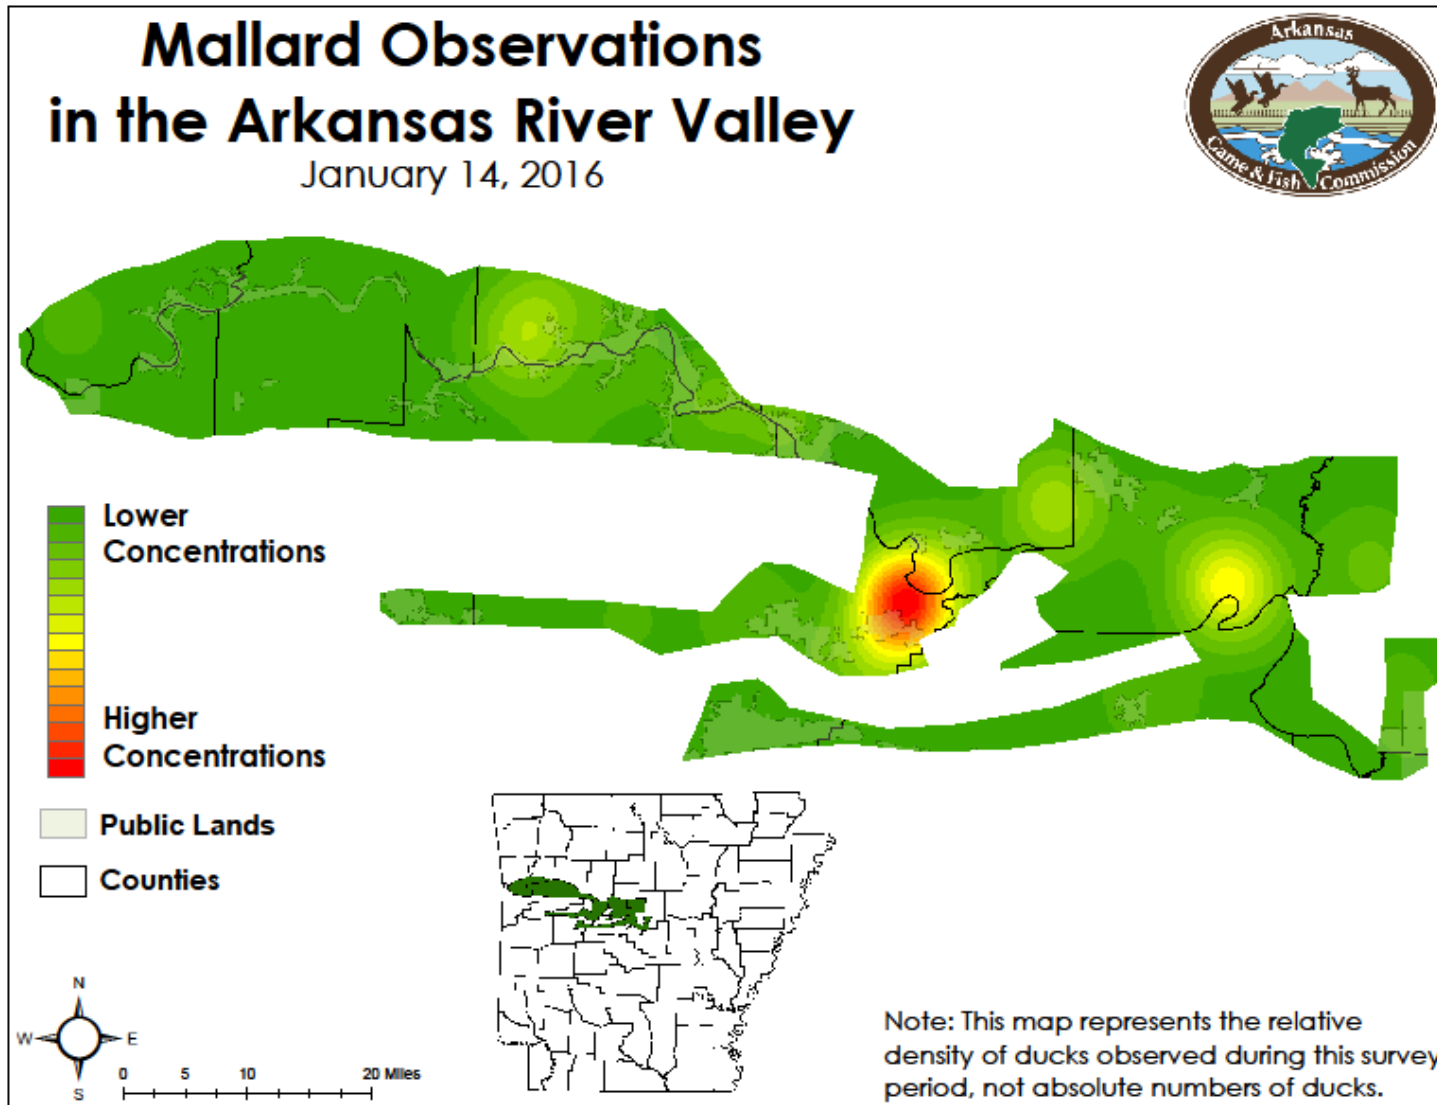 Mallard Observations
in the Arkansas River Valley
January 14, 2016
Arkansas
Game & Fish Commission
Lower
Concentrations
Higher
Concentrations
Public Lands
Counties
N
W
E
S
0 5 10 20 Miles
Note: This map represents the relative
density of ducks observed during this survey
period, not absolute numbers of ducks.